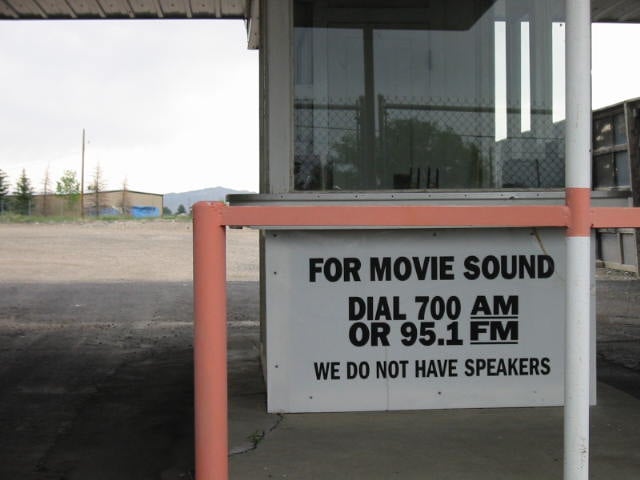 FOR MOVIE SOUND
DIAL 700 AM
OR 95.1 FM
WE DO NOT HAVE SPEAKERS